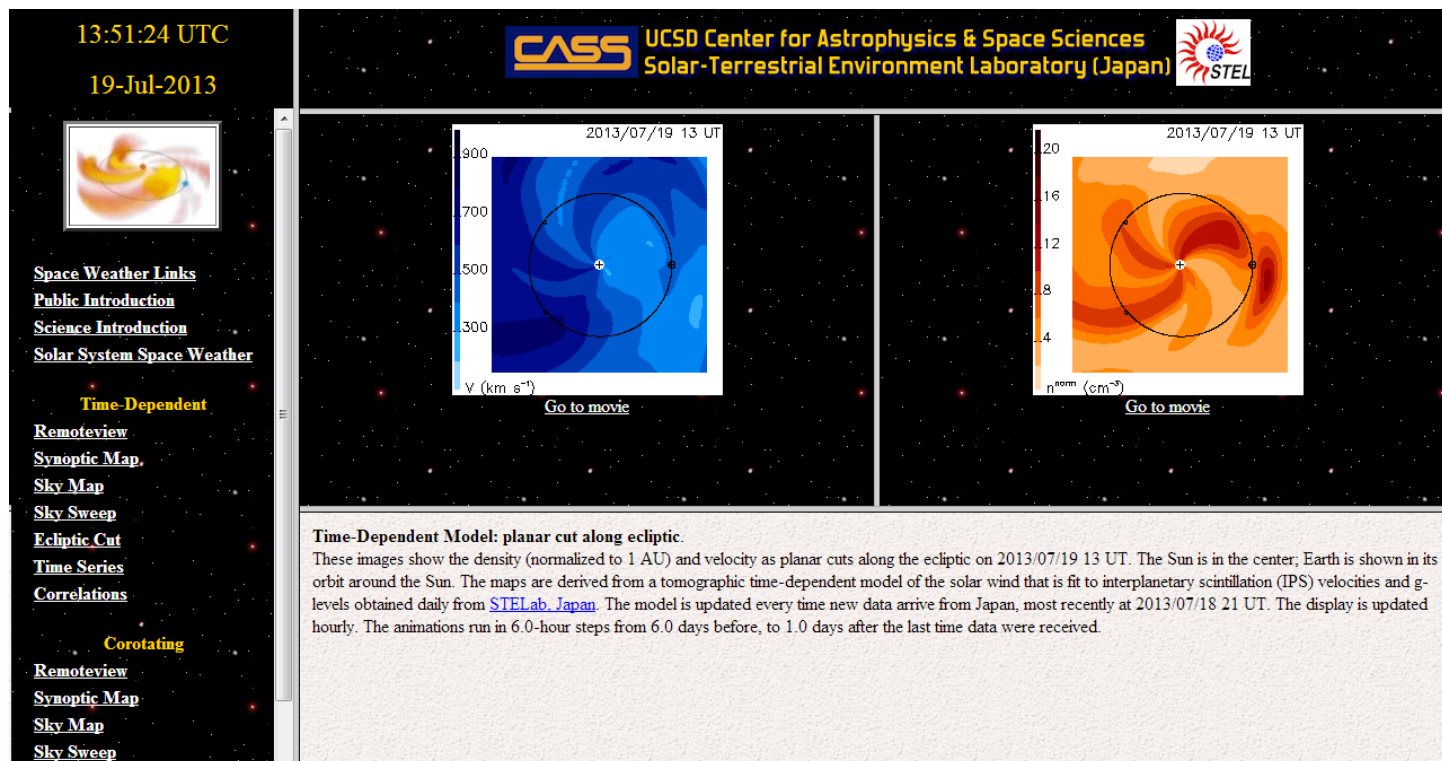 13:51:24 UTC
19-Jul-2013
CASS
UCSD Center for Astrophysics & Space Sciences
Solar-Terrestrial Environment Laboratory (Japan)
STEL
Space Weather Links
Public Introduction
Science Introduction
Solar System Space Weather
Time-Dependent
Remoteview
Synoptic Map
Sky Map
Sky Sweep
Ecliptic Cut
Time Series
Correlations
Corotating
Remoteview
Synoptic Map
Sky Map
Sky Sweep
2013/07/19 13 UT
900
700
500
300
V (km s⁻¹)
Go to movie
2013/07/19 13 UT
20
16
12
8
4
nⁿᵒʳᵐ (cm⁻³)
Go to movie
Time-Dependent Model: planar cut along ecliptic.
These images show the density (normalized to 1 AU) and velocity as planar cuts along the ecliptic on 2013/07/19 13 UT. The Sun is in the center; Earth is shown in its
orbit around the Sun. The maps are derived from a tomographic time-dependent model of the solar wind that is fit to interplanetary scintillation (IPS) velocities and g-
levels obtained daily from STELab, Japan. The model is updated every time new data arrive from Japan, most recently at 2013/07/18 21 UT. The display is updated
hourly. The animations run in 6.0-hour steps from 6.0 days before, to 1.0 days after the last time data were received.